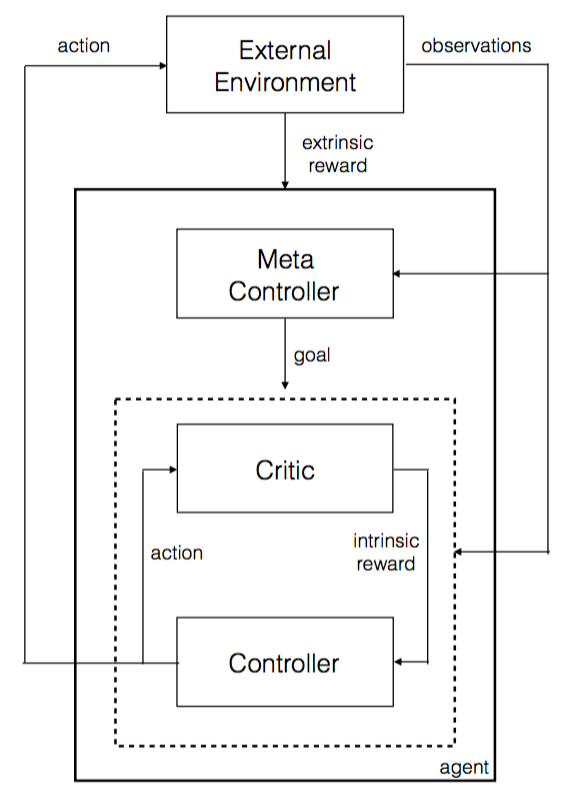 action
External
Environment
observations
extrinsic
reward
Meta
Controller
goal
Critic
action
intrinsic
reward
Controller
agent